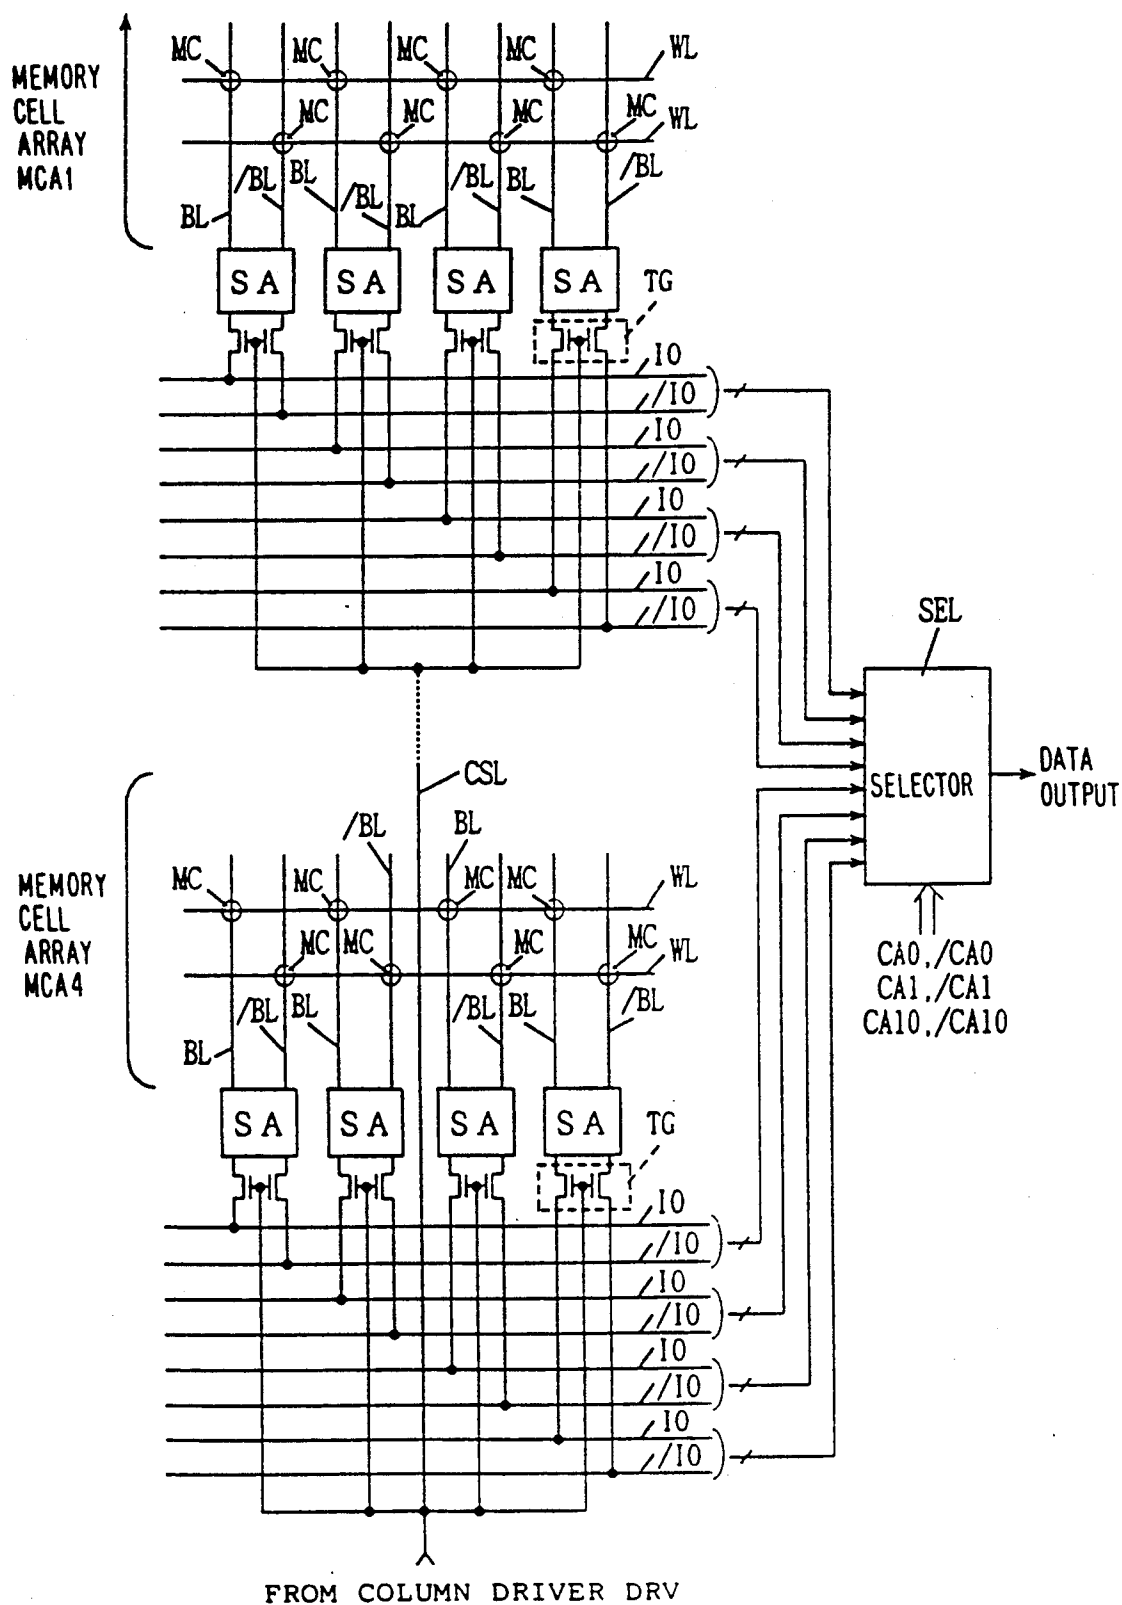 MC MC MC MC WL
MEMORY
CELL
ARRAY
MCA1
MC MC MC MC WL
/BL BL /BL BL /BL
BL /BL BL
SA SA SA SA TG
IO
/IO
IO
/IO
IO
/IO
IO
/IO
SEL
CSL
SELECTOR
DATA
OUTPUT
/BL BL
MC MC MC MC WL
MEMORY
CELL
ARRAY
MCA4
MC MC MC MC WL
CA0,/CA0
CA1,/CA1
CA10,/CA10
/BL BL /BL BL /BL
BL
SA SA SA SA TG
IO
/IO
IO
/IO
IO
/IO
IO
/IO
FROM COLUMN DRIVER DRV